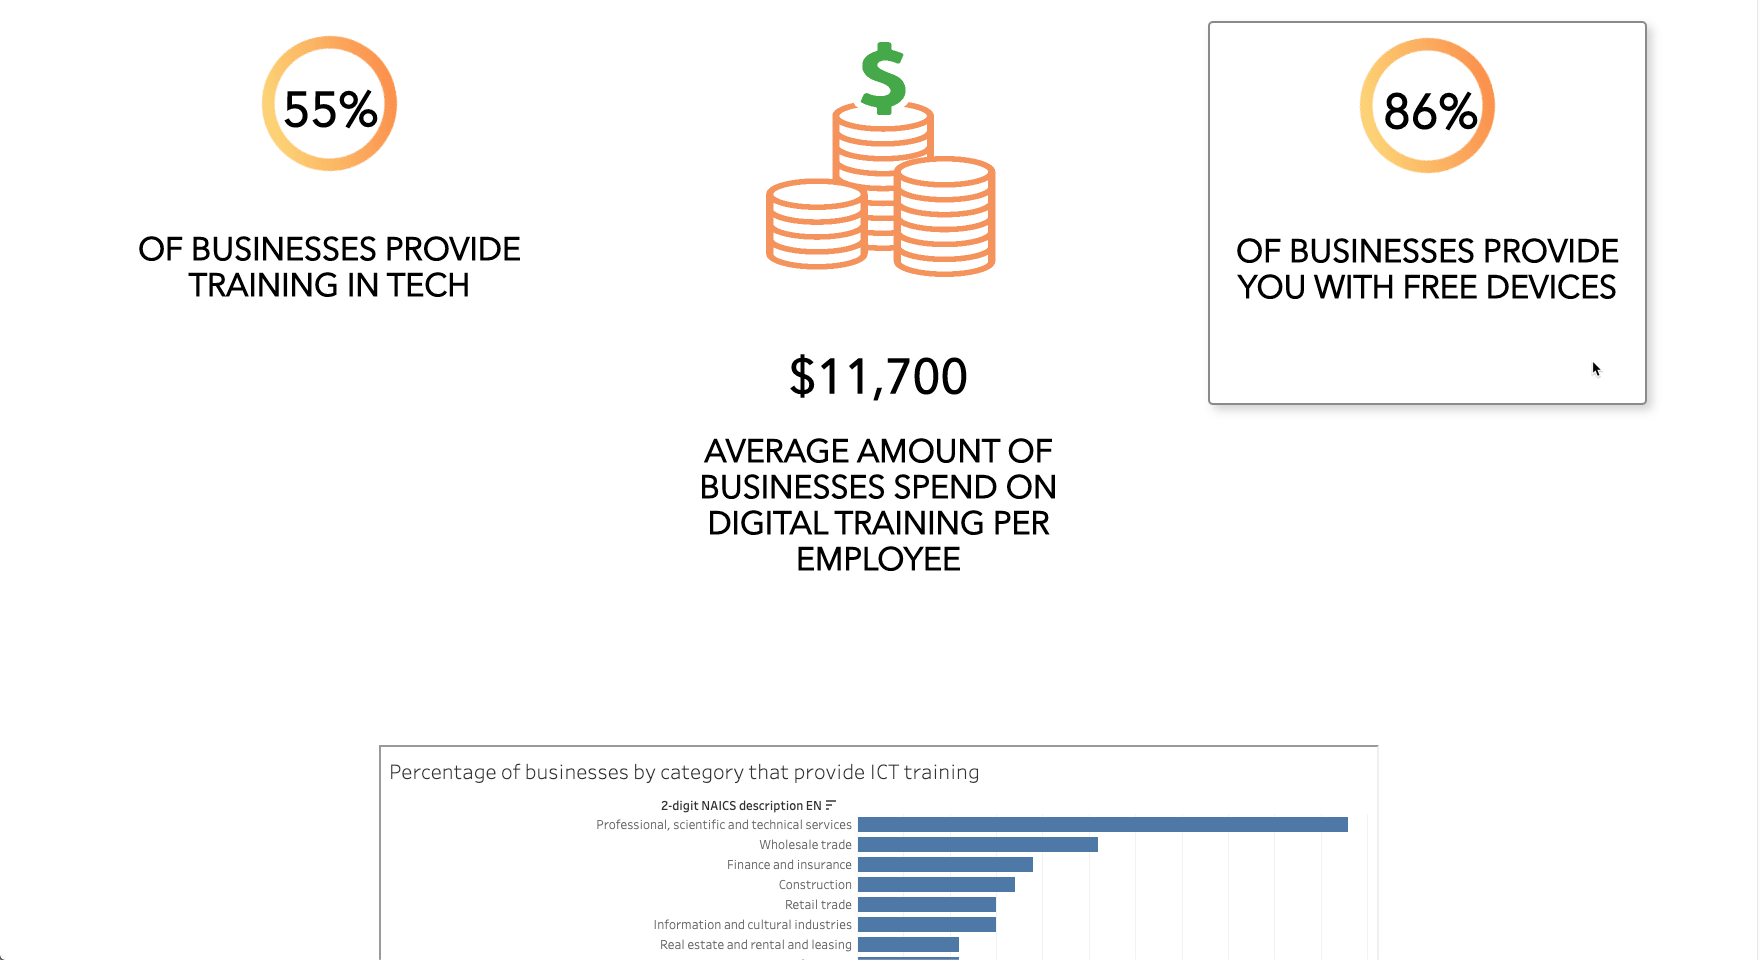 55%
OF BUSINESSES PROVIDE
TRAINING IN TECH
$
$11,700
AVERAGE AMOUNT OF
BUSINESSES SPEND ON
DIGITAL TRAINING PER
EMPLOYEE
86%
OF BUSINESSES PROVIDE
YOU WITH FREE DEVICES
Percentage of businesses by category that provide ICT training
2-digit NAICS description EN
Professional, scientific and technical services
Wholesale trade
Finance and insurance
Construction
Retail trade
Information and cultural industries
Real estate and rental and leasing